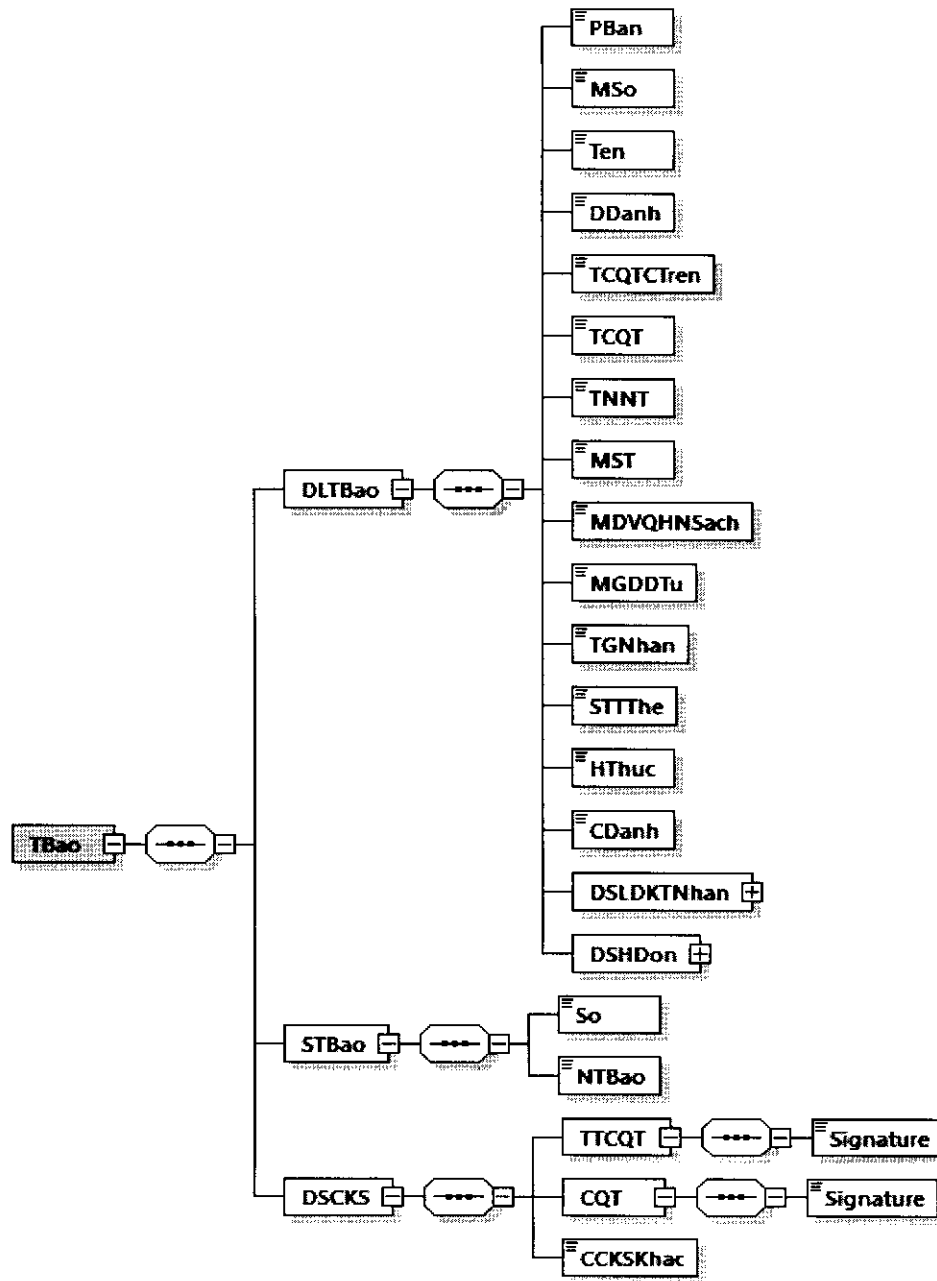 PBan
MSo
Ten
DDanh
TCQTCTren
TCQT
TNNT
MST
DLTBao
MDVQHNSach
MGDDTu
TGNhan
STTThe
HThuc
CDanh
TBao
DSLDKTNhan
DSHDon
So
STBao
NTBao
TTCQT Signature
DSCKS CQT Signature
CCKSKhac